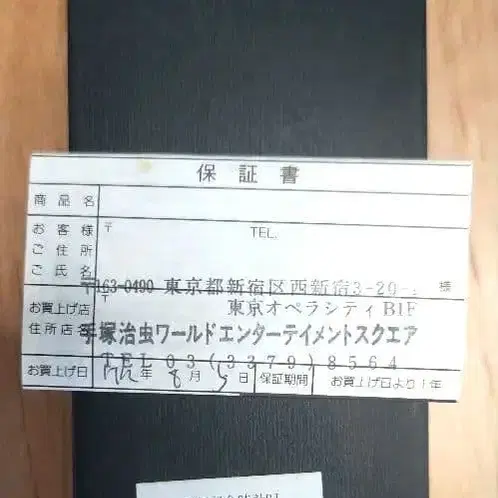 保証書
商品名
お客様 〒 TEL.
ご住所
ご氏名 様
〒163-0490 東京都新宿区西新宿3-20-
お買上げ店 〒 東京オペラシティB1F
住所店名 手塚治虫ワールドエンターテイメントスクエア
TEL 03(3379)8564
お買上げ日 年 8月5日 保証期間 お買上げ日より1年